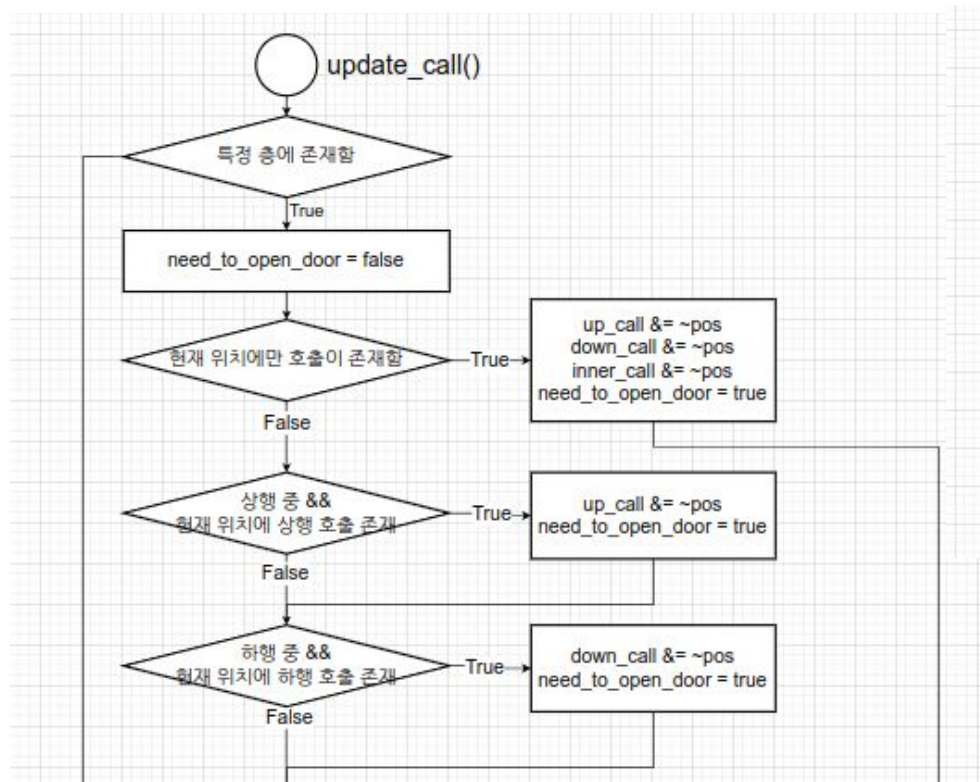 update_call()
특정 층에 존재함
True
need_to_open_door = false
현재 위치에만 호출이 존재함
True
up_call &= ~pos
down_call &= ~pos
inner_call &= ~pos
need_to_open_door = true
False
상행 중 &&
현재 위치에 상행 호출 존재
True
up_call &= ~pos
need_to_open_door = true
False
하행 중 &&
현재 위치에 하행 호출 존재
True
down_call &= ~pos
need_to_open_door = true
False